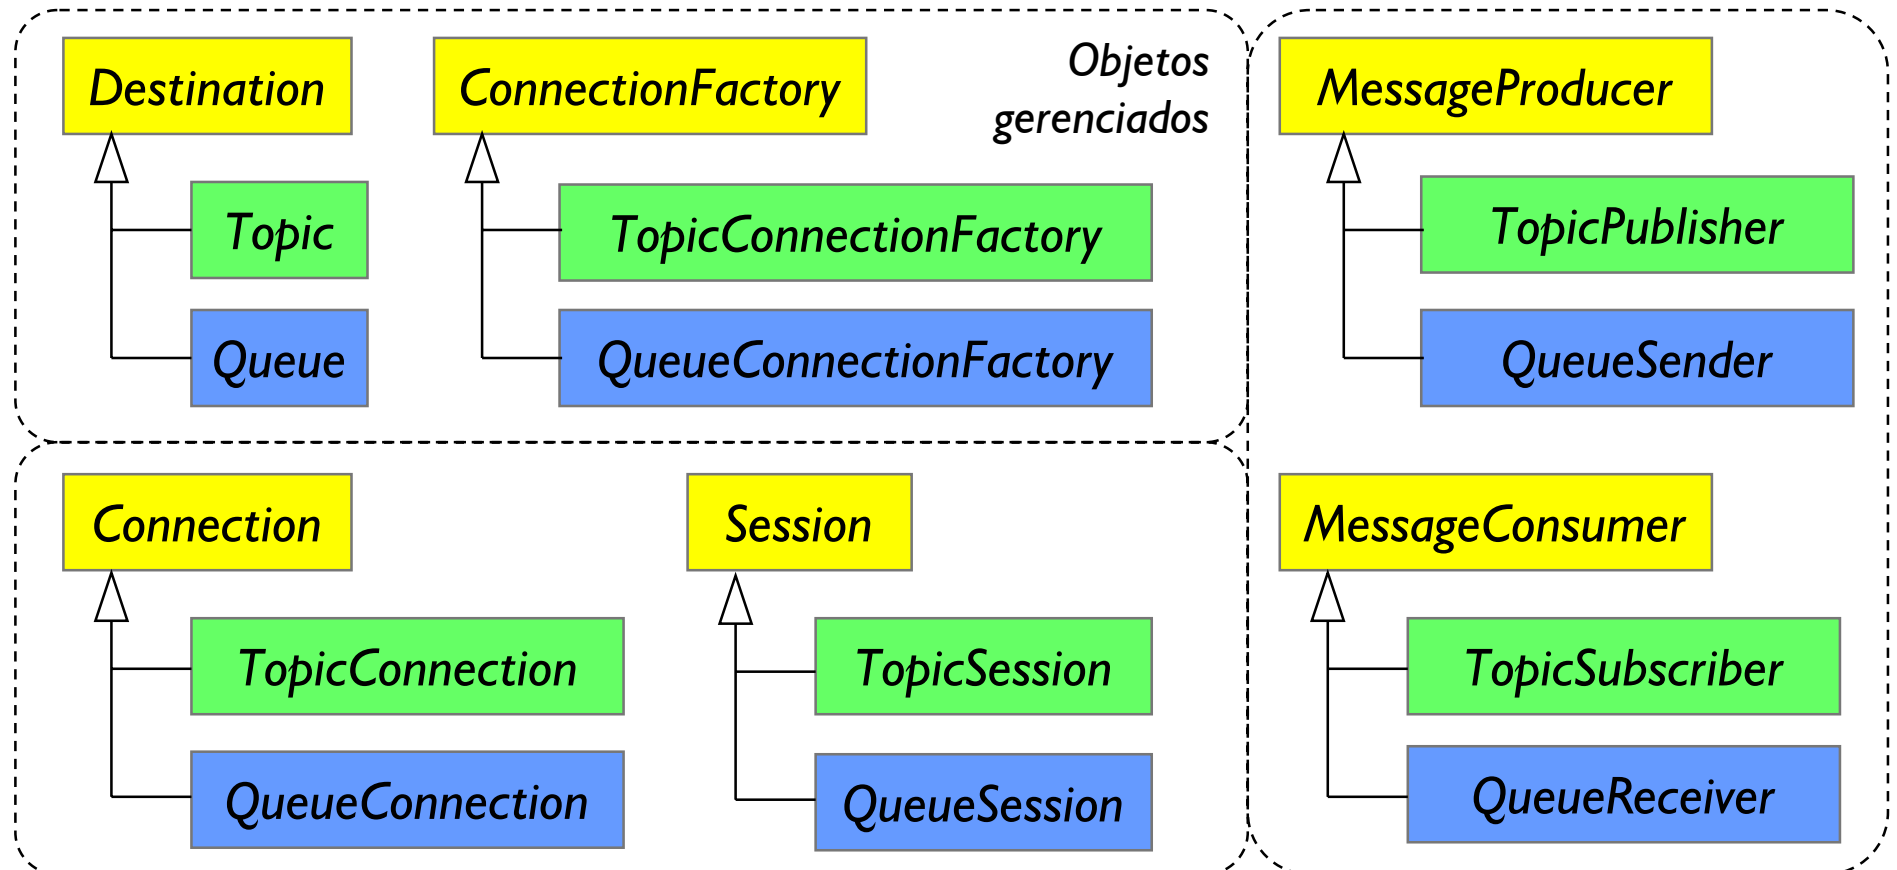 Destination
Topic
Queue
ConnectionFactory
TopicConnectionFactory
QueueConnectionFactory
Objetos
gerenciados
MessageProducer
TopicPublisher
QueueSender
Connection
TopicConnection
QueueConnection
Session
TopicSession
QueueSession
MessageConsumer
TopicSubscriber
QueueReceiver